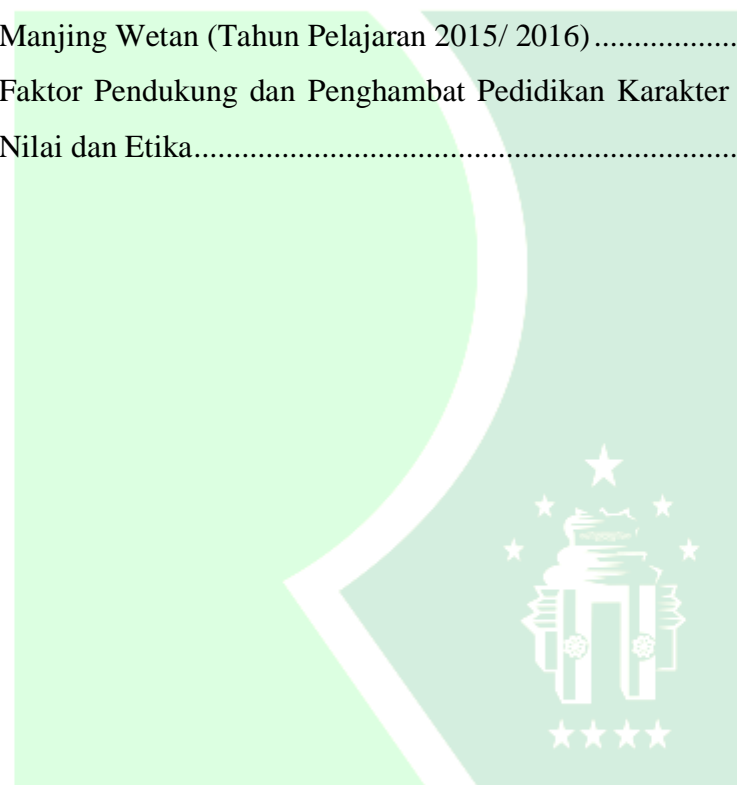 Manjing Wetan (Tahun Pelajaran 2015/ 2016)..................
Faktor Pendukung dan Penghambat Pedidikan Karakter
Nilai dan Etika....................................................................